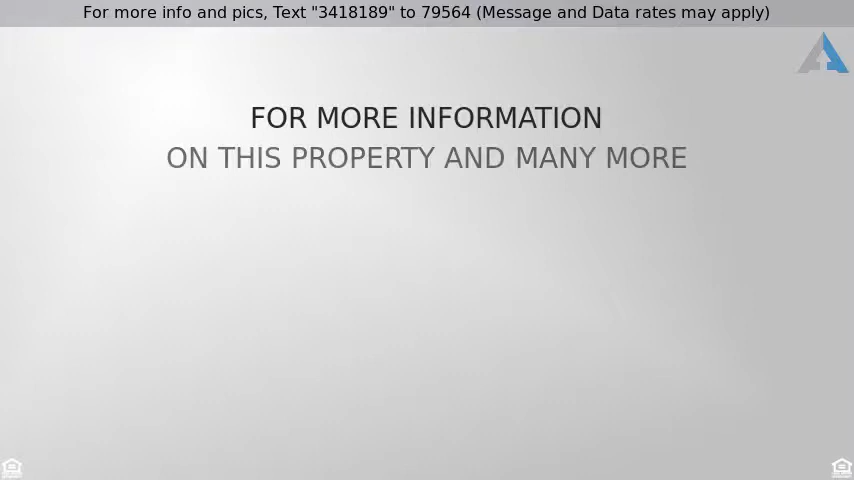 For more info and pics, Text "3418189" to 79564 (Message and Data rates may apply)
FOR MORE INFORMATION
ON THIS PROPERTY AND MANY MORE